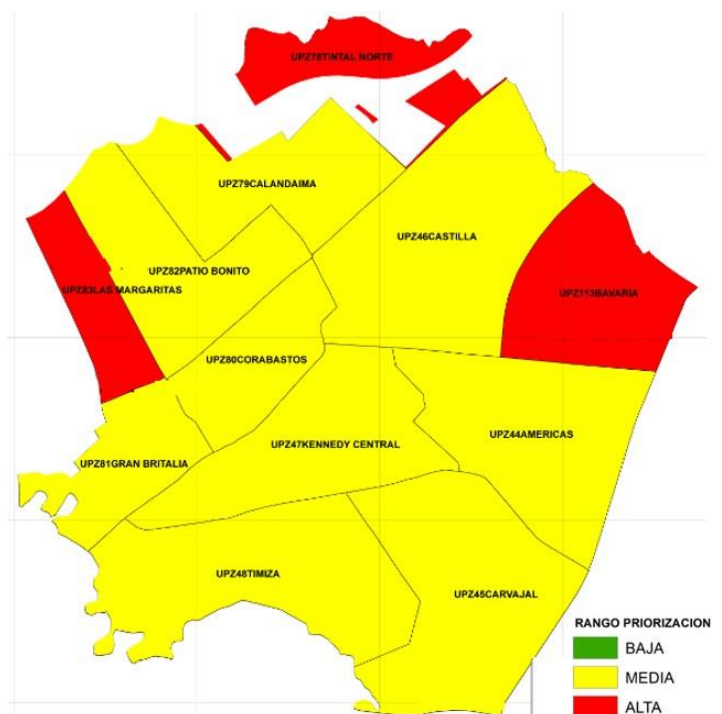 UPZ78TINTAL NORTE
UPZ79CALANDAIMA
UPZ46CASTILLA
UPZ82PATIO BONITO
UPZ83LAS MARGARITAS
UPZ113BAVARIA
UPZ80CORABASTOS
UPZ44AMERICAS
UPZ47KENNEDY CENTRAL
UPZ81GRAN BRITALIA
UPZ48TIMIZA
UPZ45CARVAJAL
RANGO PRIORIZACION
BAJA
MEDIA
ALTA